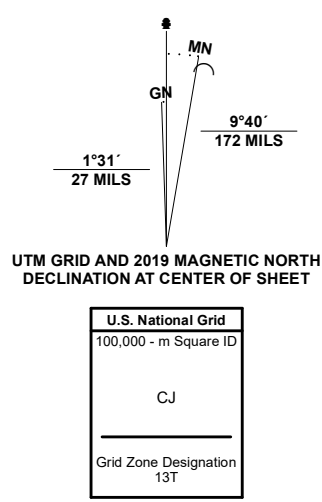 MN
GN
9°40´
172 MILS
1°31´
27 MILS
UTM GRID AND 2019 MAGNETIC NORTH
DECLINATION AT CENTER OF SHEET
U.S. National Grid
100,000 - m Square ID
CJ
Grid Zone Designation
13T